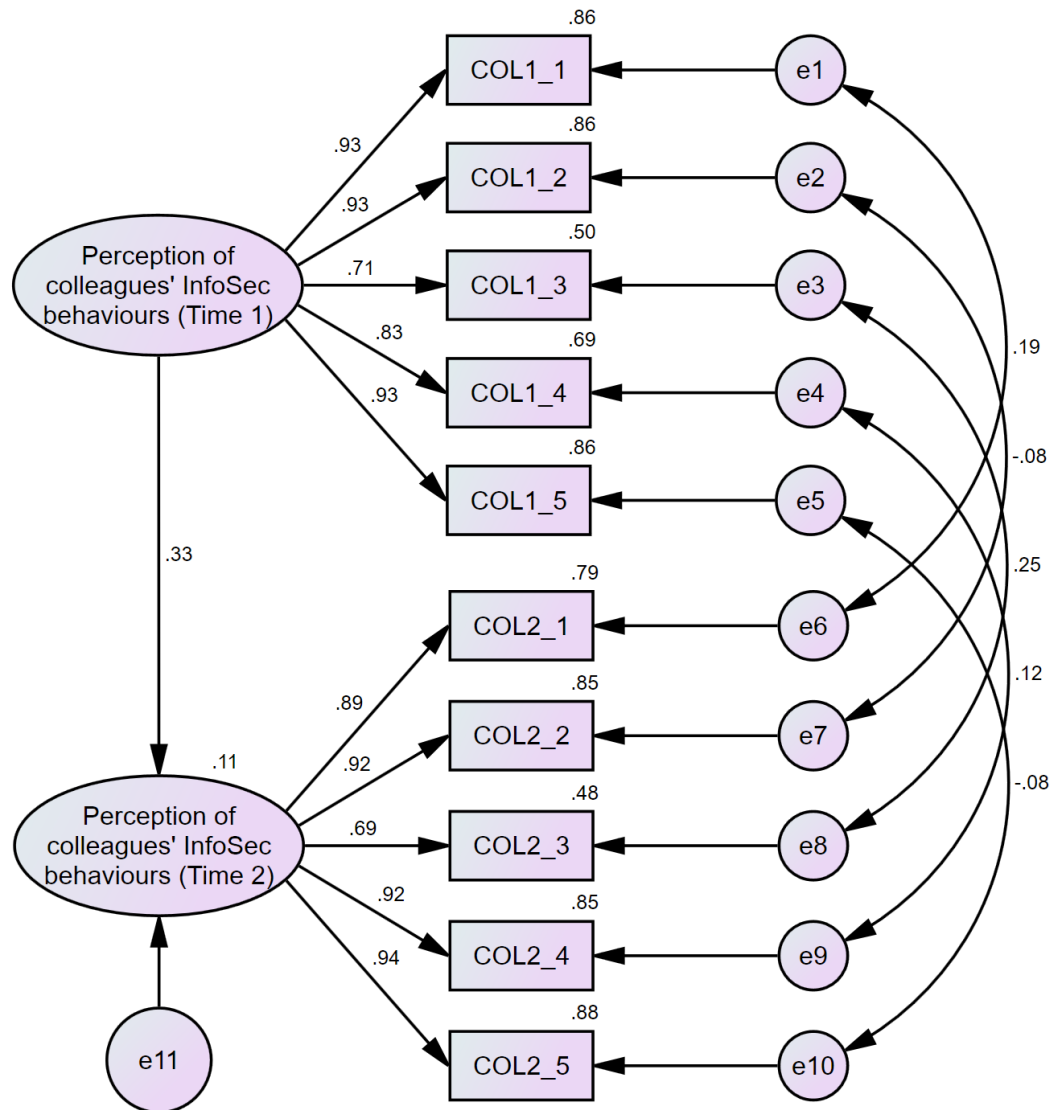 .86
COL1_1
e1
.93
.86
COL1_2
e2
.93
.50
Perception of
colleagues' InfoSec
behaviours (Time 1)
.71
COL1_3
e3
.19
.83
.69
COL1_4
e4
.93
.86
-.08
COL1_5
e5
.33
.25
.79
COL2_1
e6
.89
.85
.12
COL2_2
e7
.92
.11
.48
-.08
Perception of
colleagues' InfoSec
behaviours (Time 2)
.69
COL2_3
e8
.92
.85
COL2_4
e9
.94
.88
COL2_5
e10
e11